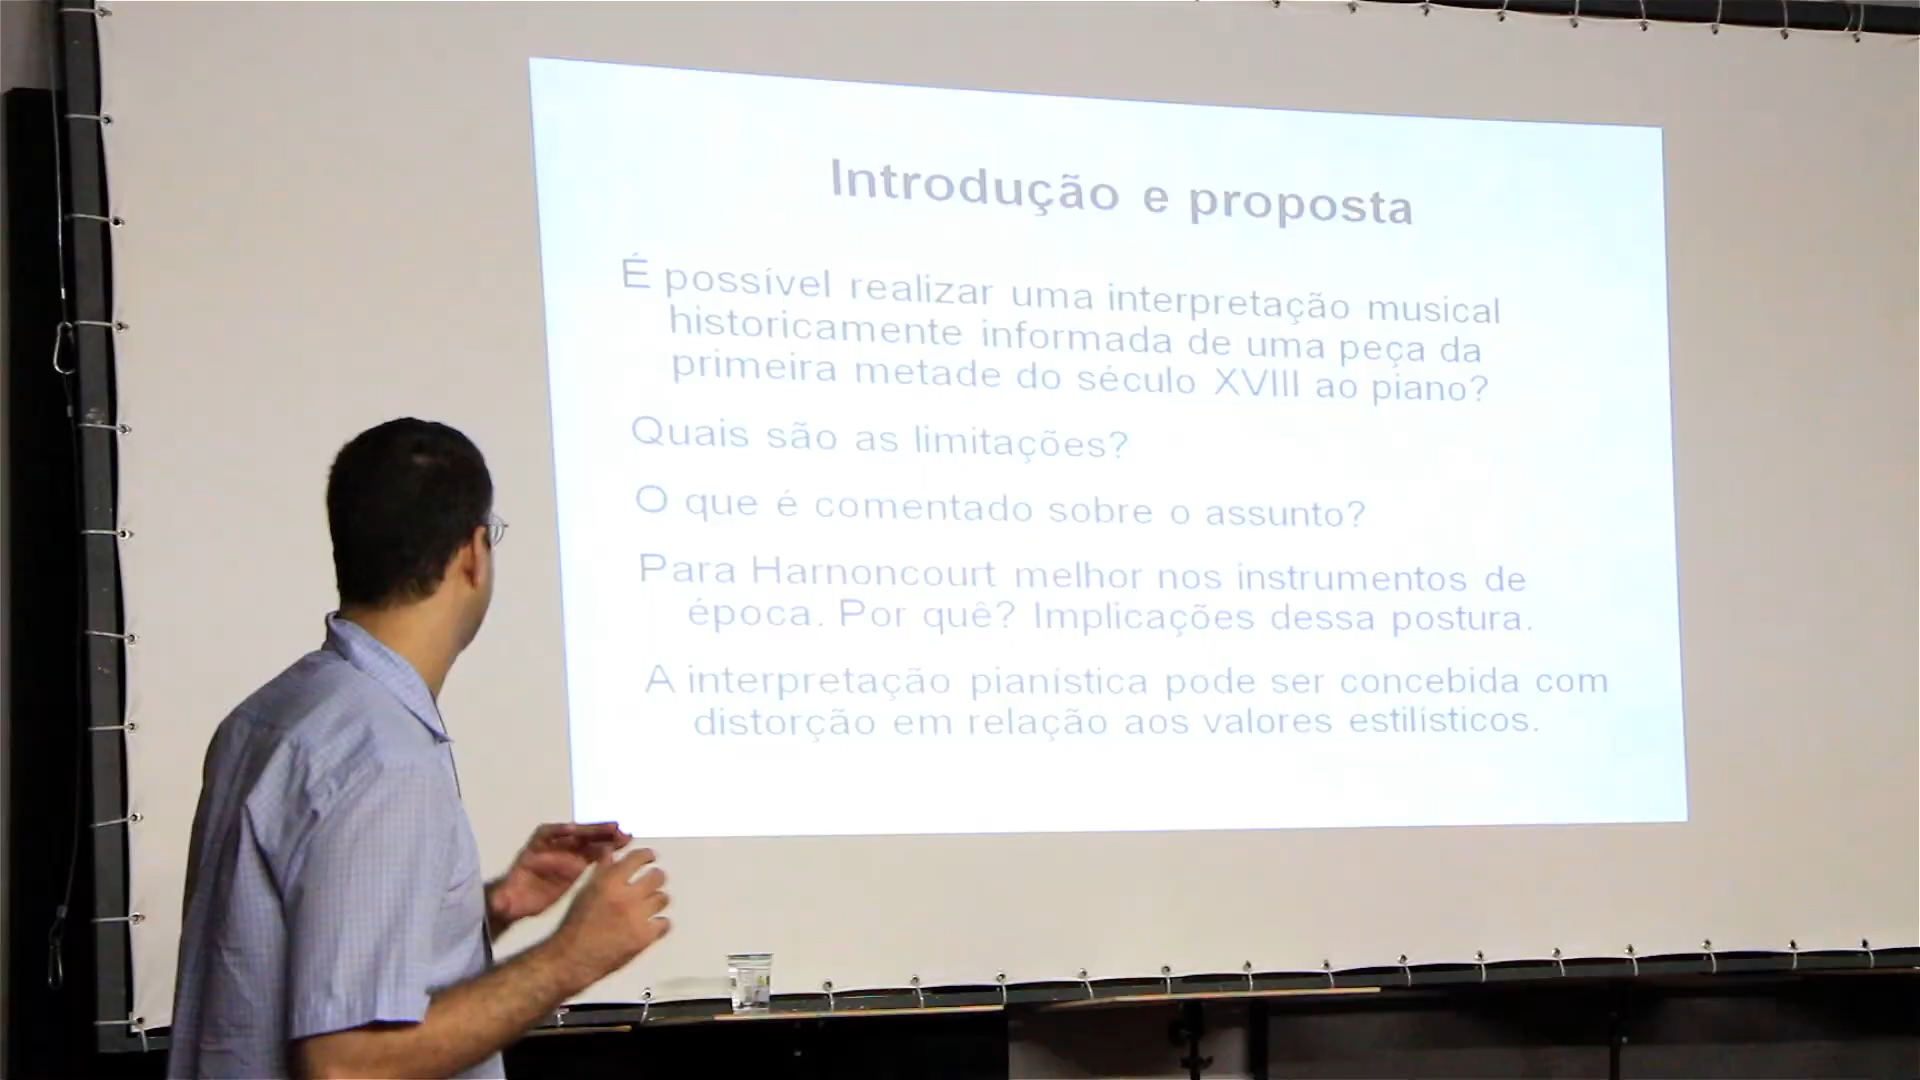 Introdução e proposta
É possível realizar uma interpretação musical
historicamente informada de uma peça da
primeira metade do século XVIII ao piano?
Quais são as limitações?
O que é comentado sobre o assunto?
Para Harnoncourt melhor nos instrumentos de
época. Por quê? Implicações dessa postura.
A interpretação pianística pode ser concebida com
distorção em relação aos valores estilísticos.